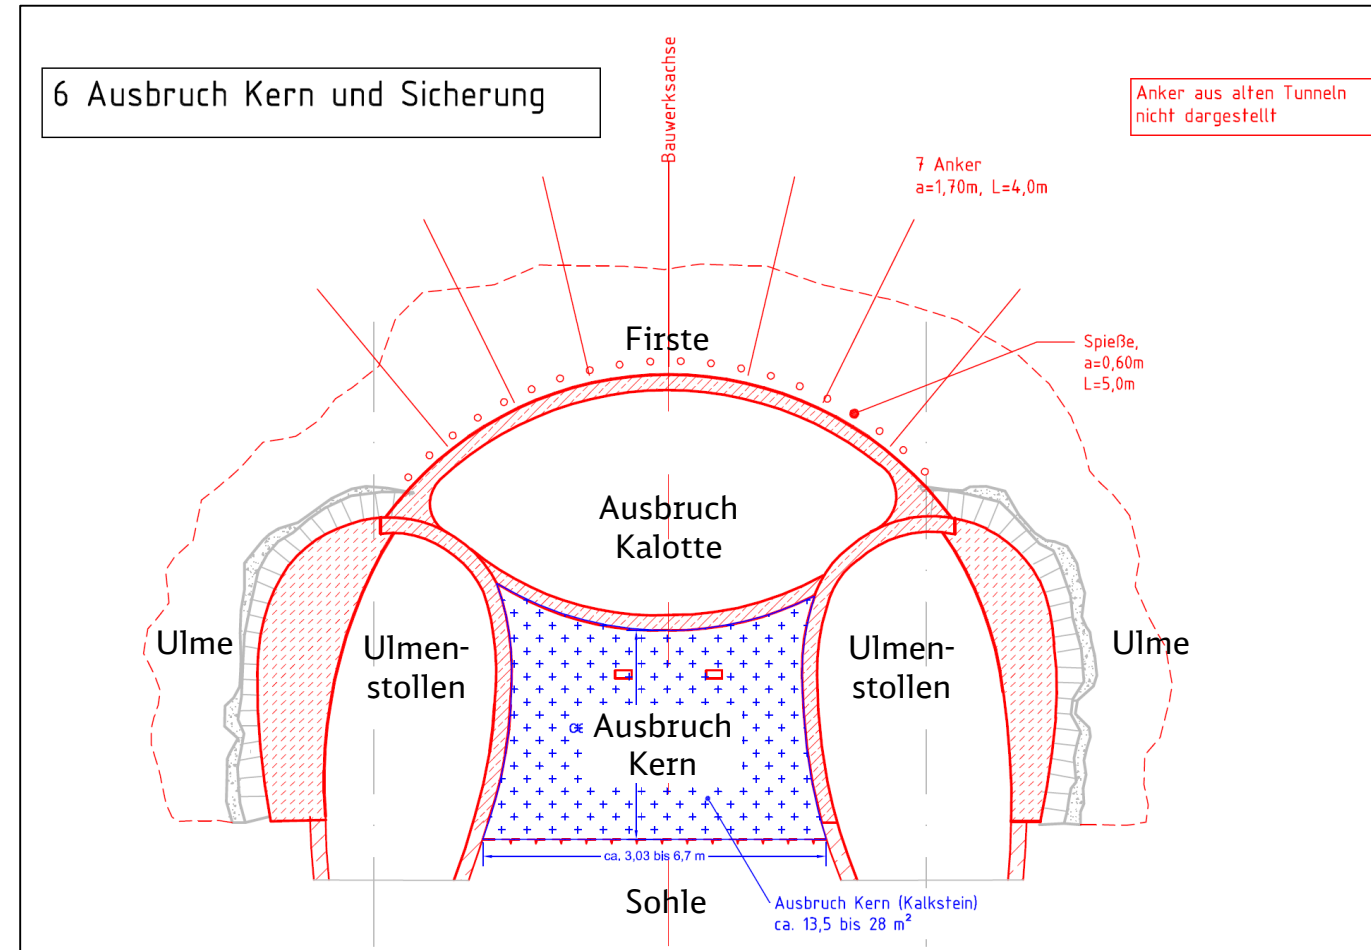 6 Ausbruch Kern und Sicherung
Bauwerksachse
Anker aus alten Tunneln
nicht dargestellt
7 Anker
a=1,70m, L=4,0m
Firste
Spieße,
a=0,60m
L=5,0m
Ausbruch
Kalotte
Ulme
Ulmen-
stollen
Ulmen-
stollen
Ulme
Ausbruch
Kern
ca. 3,03 bis 6,7 m
Sohle
Ausbruch Kern (Kalkstein)
ca. 13,5 bis 28 m²